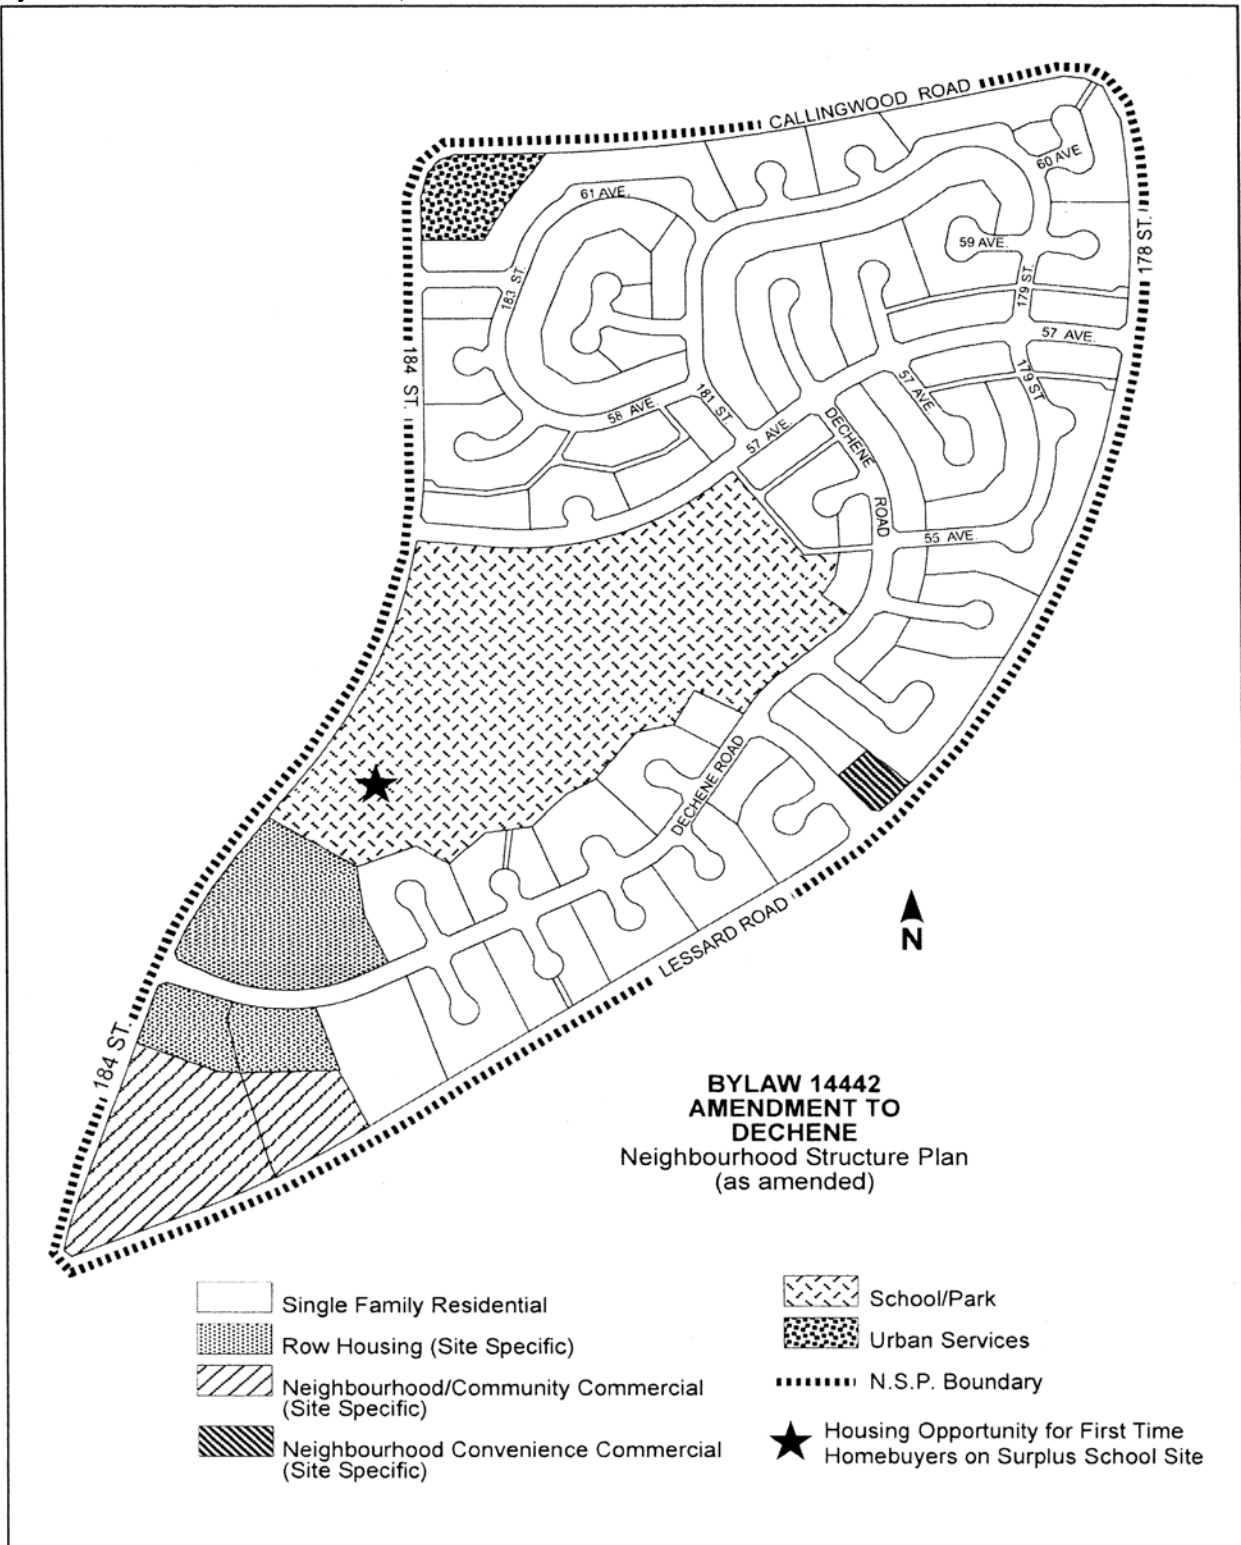 CALLINGWOOD ROAD
60 AVE
61 AVE.
178 ST.
59 AVE.
183 ST.
179 ST.
57 AVE.
184 ST.
179 ST
57 AVE.
181 ST.
58 AVE.
DECHENE
57 AVE.
ROAD
55 AVE.
DECHENE ROAD
LESSARD ROAD
N
184 ST.
BYLAW 14442
AMENDMENT TO
DECHENE
Neighbourhood Structure Plan
(as amended)
Single Family Residential
Row Housing (Site Specific)
Neighbourhood/Community Commercial
(Site Specific)
Neighbourhood Convenience Commercial
(Site Specific)
School/Park
Urban Services
N.S.P. Boundary
Housing Opportunity for First Time
Homebuyers on Surplus School Site